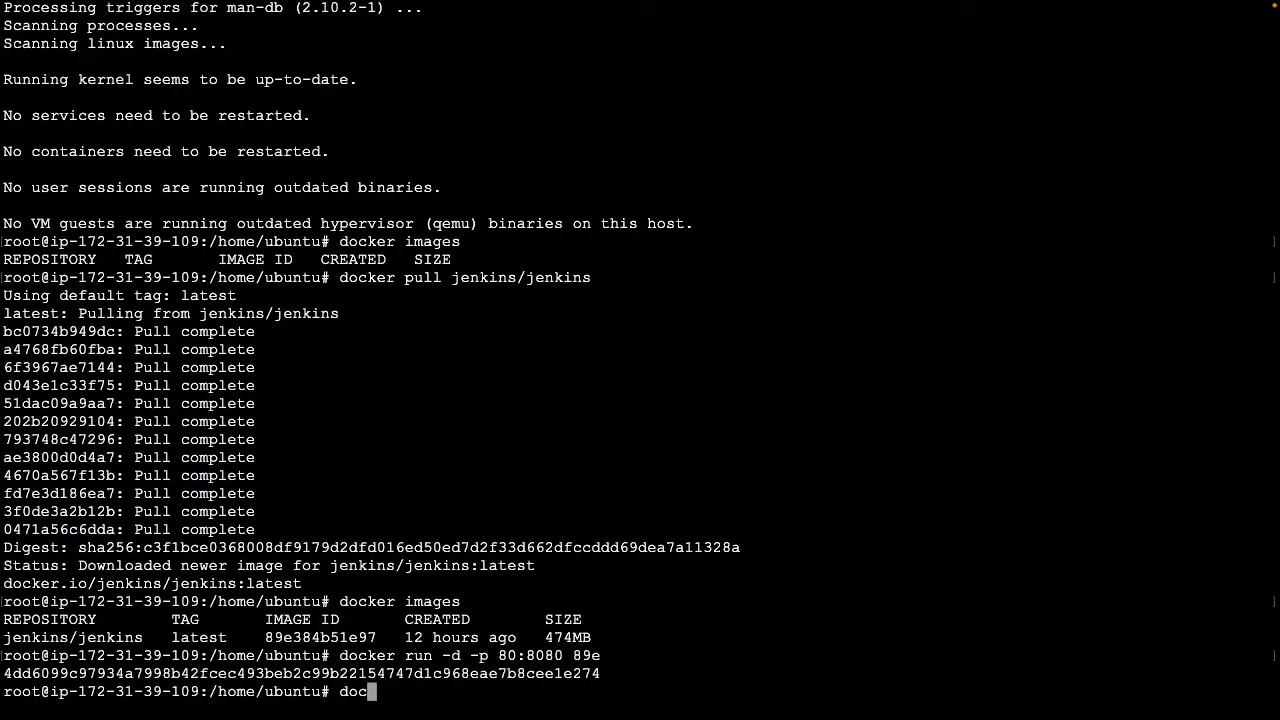 Processing triggers for man-db (2.10.2-1) ...
Scanning processes...
Scanning linux images...
Running kernel seems to be up-to-date.
No services need to be restarted.
No containers need to be restarted.
No user sessions are running outdated binaries.
No VM guests are running outdated hypervisor (qemu) binaries on this host.
[root@ip-172-31-39-109:/home/ubuntu# docker images ]
REPOSITORY   TAG       IMAGE ID   CREATED   SIZE
[root@ip-172-31-39-109:/home/ubuntu# docker pull jenkins/jenkins ]
Using default tag: latest
latest: Pulling from jenkins/jenkins
bc0734b949dc: Pull complete
a4768fb60fba: Pull complete
6f3967ae7144: Pull complete
d043e1c33f75: Pull complete
51dac09a9aa7: Pull complete
202b20929104: Pull complete
793748c47296: Pull complete
ae3800d0d4a7: Pull complete
4670a567f13b: Pull complete
fd7e3d186ea7: Pull complete
3f0de3a2b12b: Pull complete
0471a56c6dda: Pull complete
Digest: sha256:c3f1bce0368008df9179d2dfd016ed50ed7d2f33d662dfccddd69dea7a11328a
Status: Downloaded newer image for jenkins/jenkins:latest
docker.io/jenkins/jenkins:latest
[root@ip-172-31-39-109:/home/ubuntu# docker images ]
REPOSITORY        TAG       IMAGE ID       CREATED        SIZE
jenkins/jenkins   latest    89e384b51e97   12 hours ago   474MB
[root@ip-172-31-39-109:/home/ubuntu# docker run -d -p 80:8080 89e ]
4dd6099c97934a7998b42fcec493beb2c99b22154747d1c968eae7b8cee1e274
root@ip-172-31-39-109:/home/ubuntu# doc